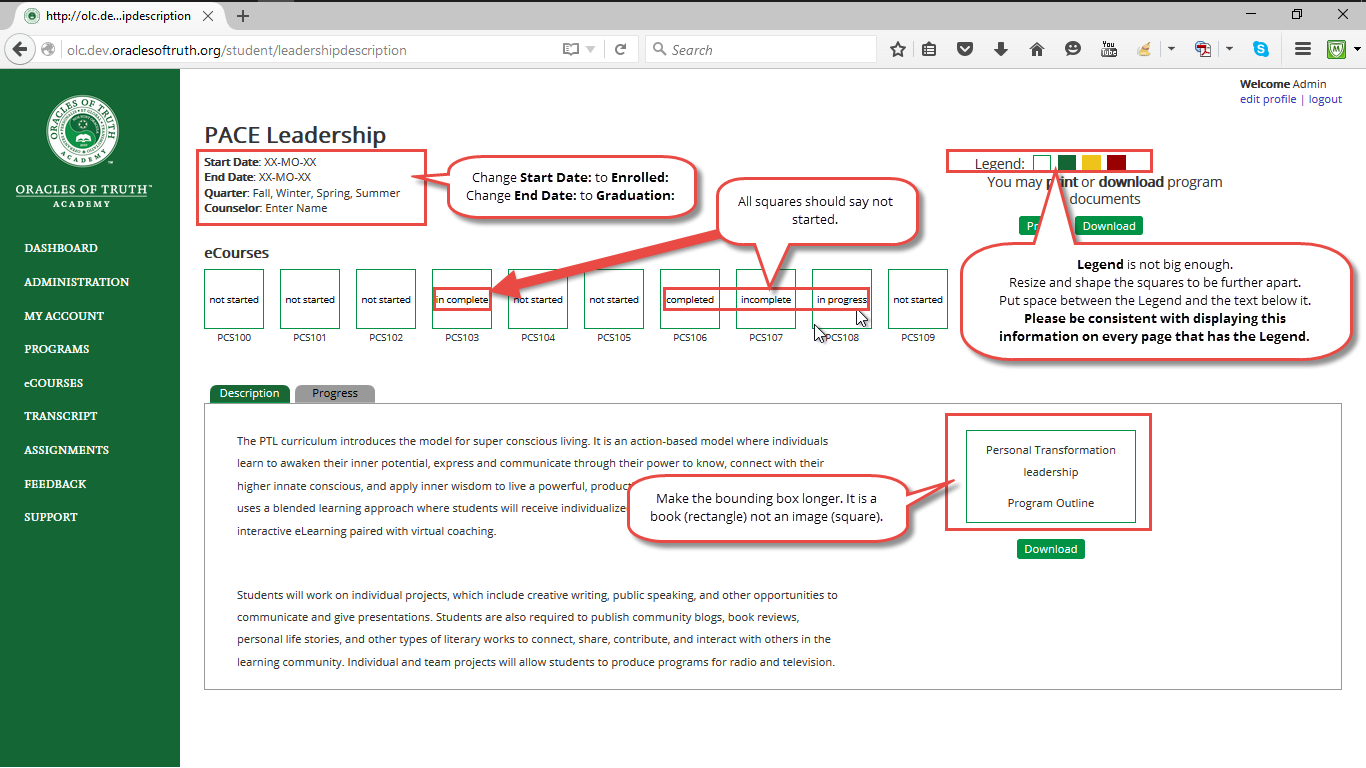 http://olc.de...ipdescription
olc.dev.oraclesoftruth.org/student/leadershipdescription
Search
You Tube
Welcome Admin
edit profile | logout
ORACLES OF TRUTH
ACADEMY
ORACLES OF TRUTH™
ACADEMY
DASHBOARD
ADMINISTRATION
MY ACCOUNT
PROGRAMS
eCOURSES
TRANSCRIPT
ASSIGNMENTS
FEEDBACK
SUPPORT
PACE Leadership
Start Date: XX-MO-XX
End Date: XX-MO-XX
Quarter: Fall, Winter, Spring, Summer
Counselor: Enter Name
Change Start Date: to Enrolled:
Change End Date: to Graduation:
All squares should say not
started.
Legend:
You may print or download program
documents
Pr
Download
Legend is not big enough.
Resize and shape the squares to be further apart.
Put space between the Legend and the text below it.
Please be consistent with displaying this
information on every page that has the Legend.
eCourses
not started not started not started in complete not started not started completed incomplete in progress not started
PCS100 PCS101 PCS102 PCS103 PCS104 PCS105 PCS106 PCS107 PCS108 PCS109
Description Progress
The PTL curriculum introduces the model for super conscious living. It is an action-based model where individuals
learn to awaken their inner potential, express and communicate through their power to know, connect with their
higher innate conscious, and apply inner wisdom to live a powerful, product
uses a blended learning approach where students will receive individualize
interactive eLearning paired with virtual coaching.
Make the bounding box longer. It is a
book (rectangle) not an image (square).
Personal Transformation
leadership
Program Outline
Download
Students will work on individual projects, which include creative writing, public speaking, and other opportunities to
communicate and give presentations. Students are also required to publish community blogs, book reviews,
personal life stories, and other types of literary works to connect, share, contribute, and interact with others in the
learning community. Individual and team projects will allow students to produce programs for radio and television.